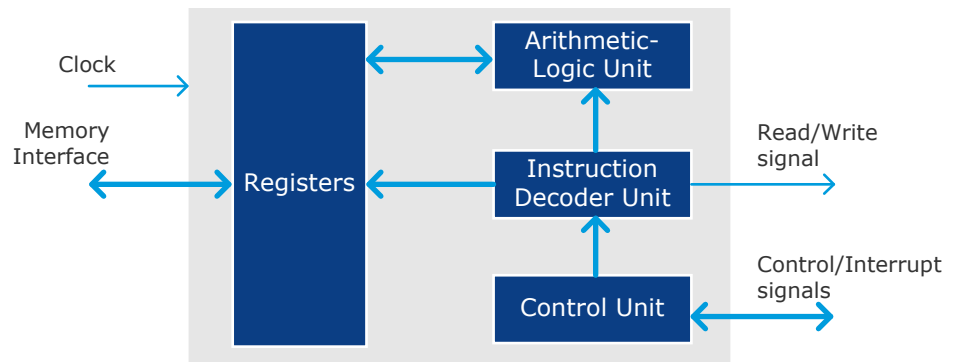 Clock
Memory
Interface
Registers
Arithmetic-
Logic Unit
Instruction
Decoder Unit
Control Unit
Read/Write
signal
Control/Interrupt
signals